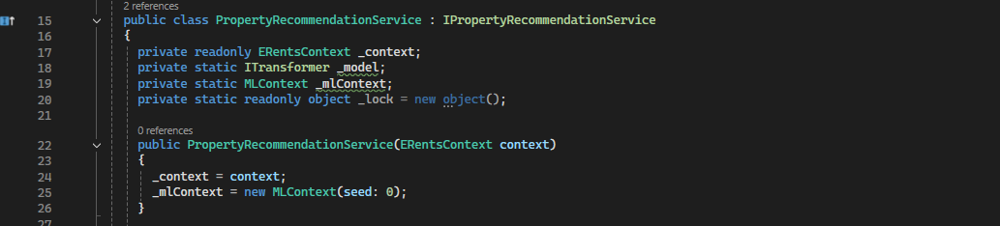 2 references
15 public class PropertyRecommendationService : IPropertyRecommendationService
16 {
17 private readonly ERentsContext _context;
18 private static ITransformer _model;
19 private static MLContext _mlContext;
20 private static readonly object _lock = new object();
21
0 references
22 public PropertyRecommendationService(ERentsContext context)
23 {
24 _context = context;
25 _mlContext = new MLContext(seed: 0);
26 }
27